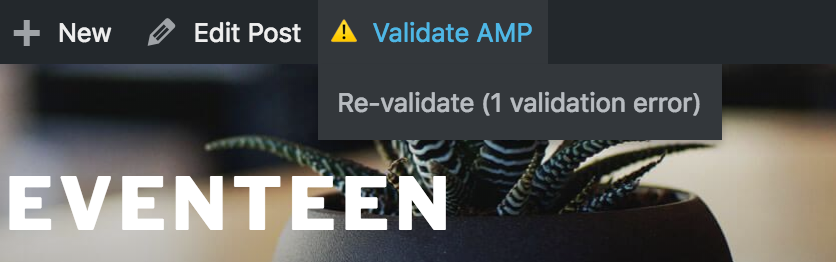 New Edit Post Validate AMP
Re-validate (1 validation error)
EVENTEEN